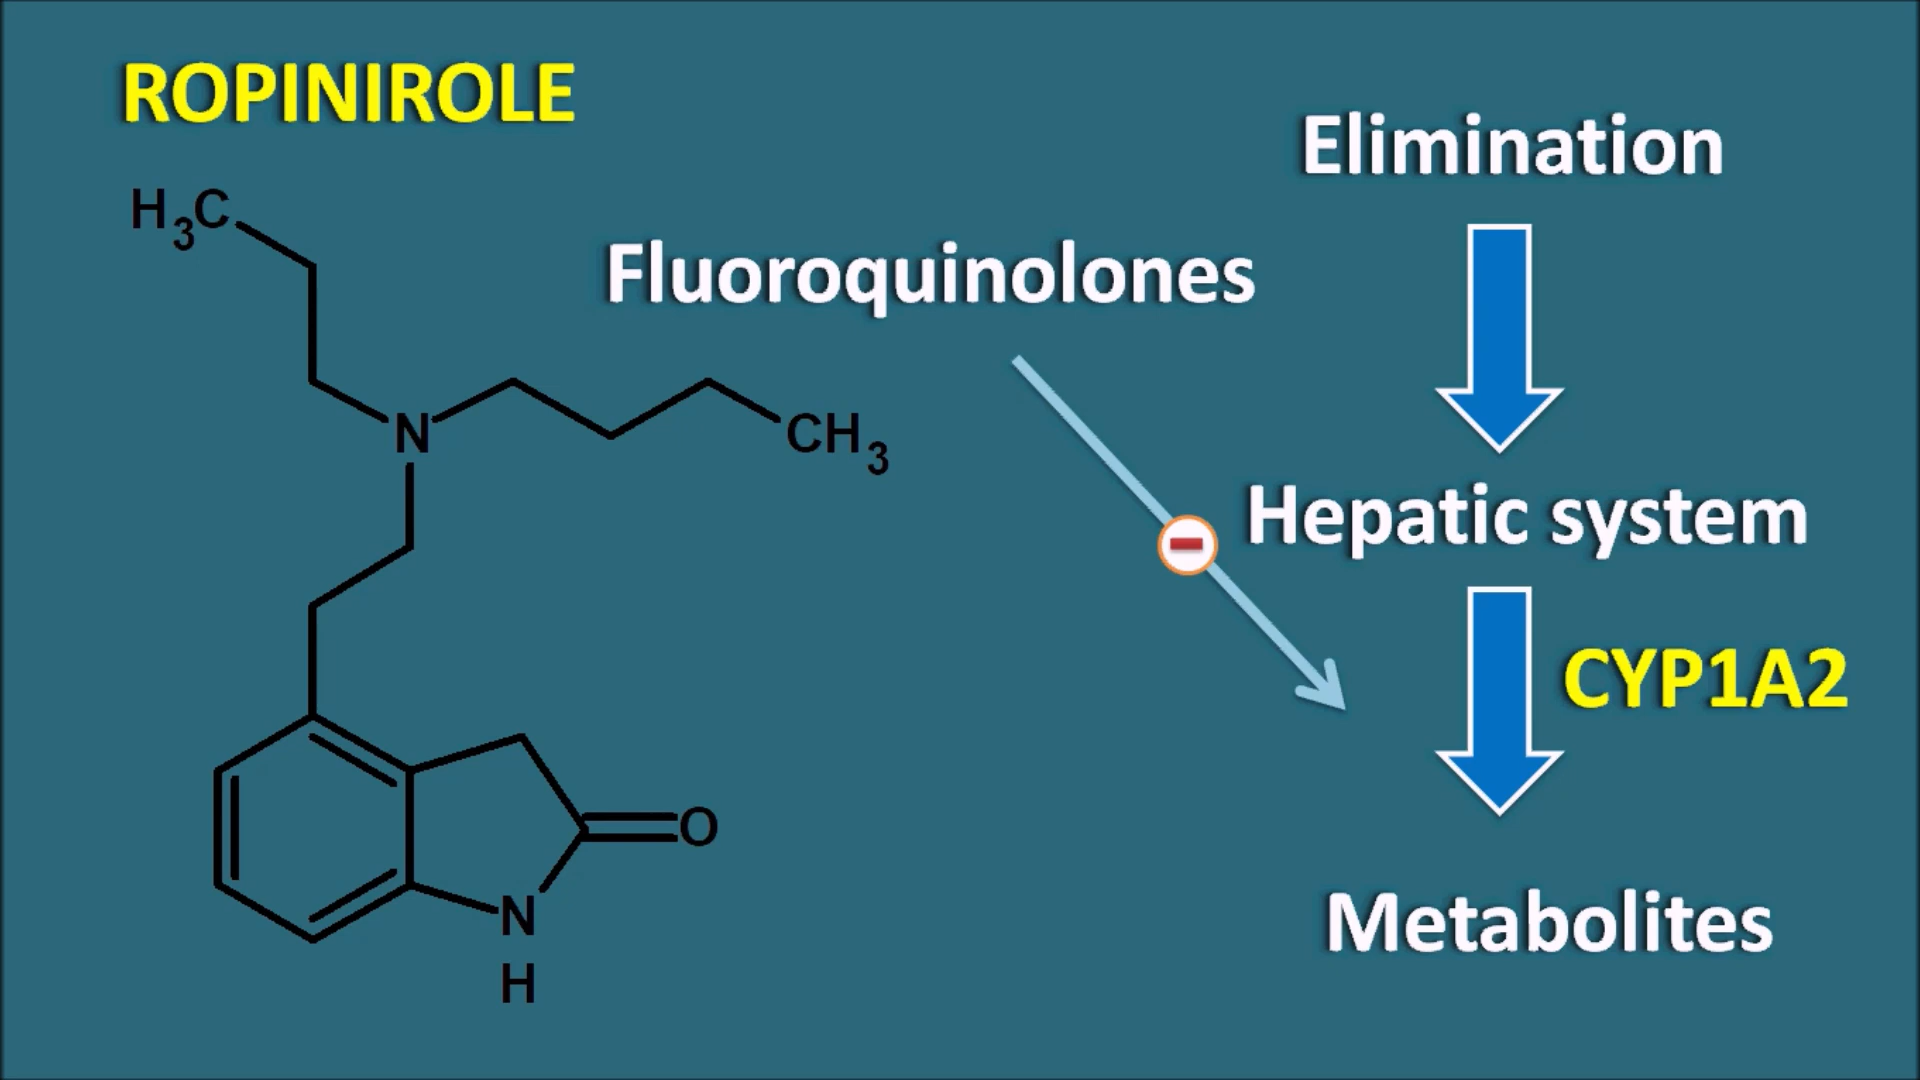 ROPINIROLE
Elimination
H3C
Fluoroquinolones
N
CH3
Hepatic system
CYP1A2
O
N
H
Metabolites